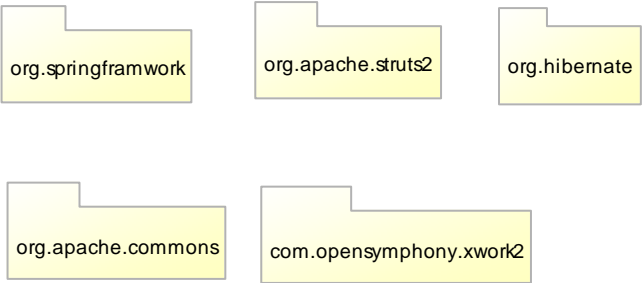 org.springframwork
org.apache.struts2
org.hibernate
org.apache.commons
com.opensymphony.xwork2